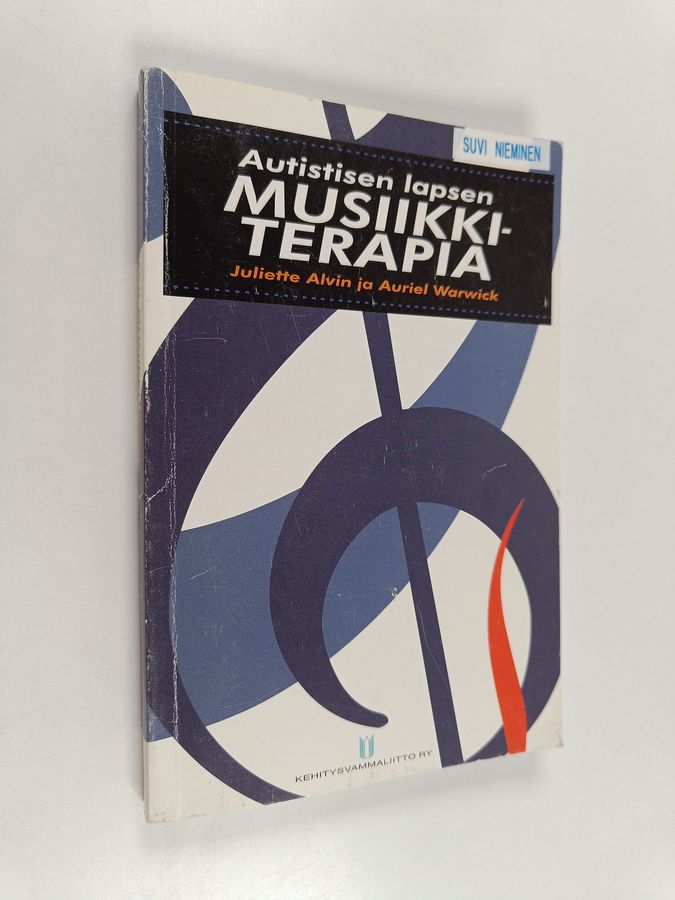 SUVI NIEMINEN
Autistisen lapsen
MUSIIKKI-
TERAPIA
Juliette Alvin ja Auriel Warwick
KEHITYSVAMMALIITTO RY